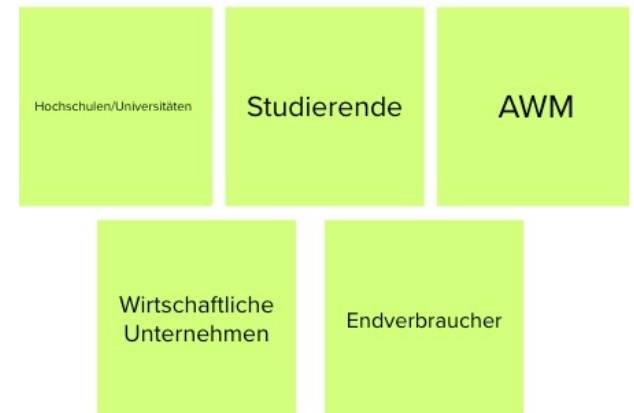 Hochschulen/Universitäten
Studierende
AWM
Wirtschaftliche
Unternehmen
Endverbraucher